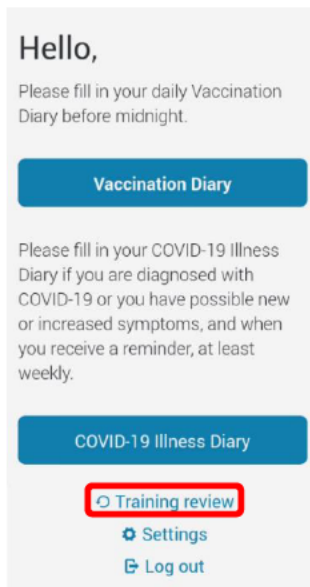 Hello,
Please fill in your daily Vaccination
Diary before midnight.
Vaccination Diary
Please fill in your COVID-19 Illness
Diary if you are diagnosed with
COVID-19 or you have possible new
or increased symptoms, and when
you receive a reminder, at least
weekly.
COVID-19 Illness Diary
Training review
Settings
Log out